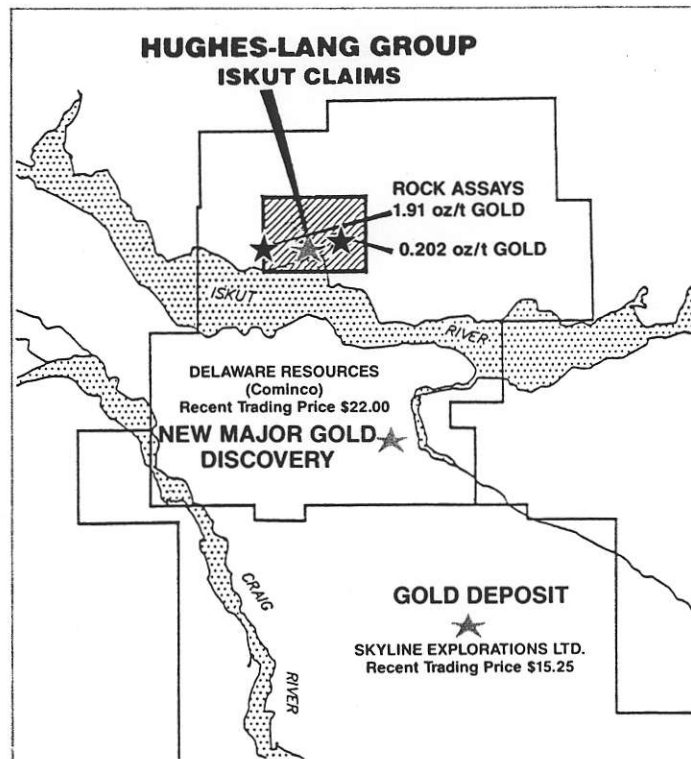 HUGHES-LANG GROUP
ISKUT CLAIMS
ROCK ASSAYS
1.91 oz/t GOLD
0.202 oz/t GOLD
ISKUT
RIVER
DELAWARE RESOURCES
(Cominco)
Recent Trading Price $22.00
NEW MAJOR GOLD
DISCOVERY
CRAIG
RIVER
GOLD DEPOSIT
SKYLINE EXPLORATIONS LTD.
Recent Trading Price $15.25